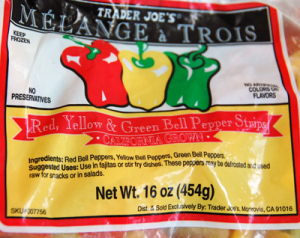 TRADER JOE'S
MÉLANGE à TROIS
KEEP
FROZEN
NO
PRESERVATIVES
NO ARTIFICIAL
COLORS OR
FLAVORS
Red, Yellow & Green Bell Pepper Strips
CALIFORNIA GROWN
Ingredients: Red Bell Peppers, Yellow Bell Peppers, Green Bell Peppers.
Suggested Uses: Use in fajitas or stir fry dishes. These peppers may be defrosted and used
raw for snacks or in salads.
Net Wt. 16 oz (454g)
SKU#007756
Dist. & Sold Exclusively By: Trader Joe's, Monrovia, CA 91016